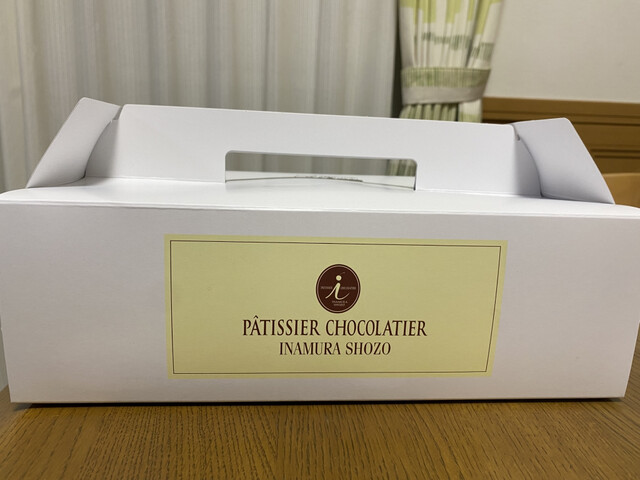 i
PÂTISSIER CHOCOLATIER
INAMURA SHOZO